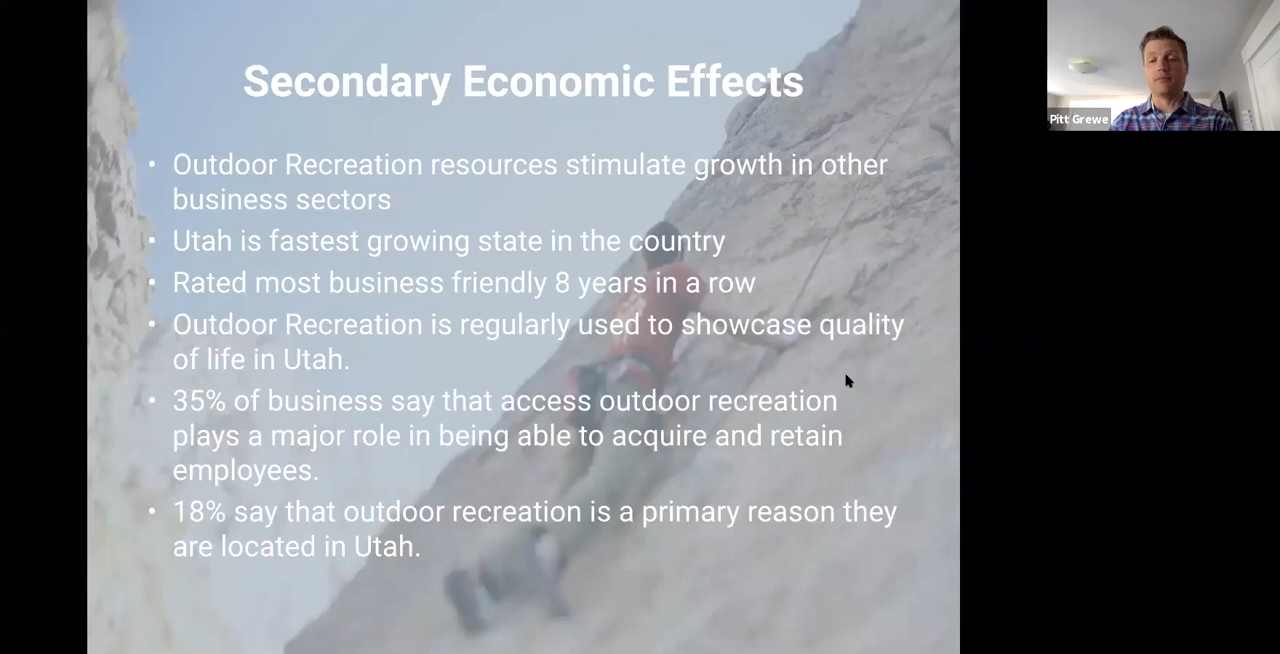 Secondary Economic Effects
• Outdoor Recreation resources stimulate growth in other
business sectors
• Utah is fastest growing state in the country
• Rated most business friendly 8 years in a row
• Outdoor Recreation is regularly used to showcase quality
of life in Utah.
• 35% of business say that access outdoor recreation
plays a major role in being able to acquire and retain
employees.
• 18% say that outdoor recreation is a primary reason they
are located in Utah.
Pitt Grewe